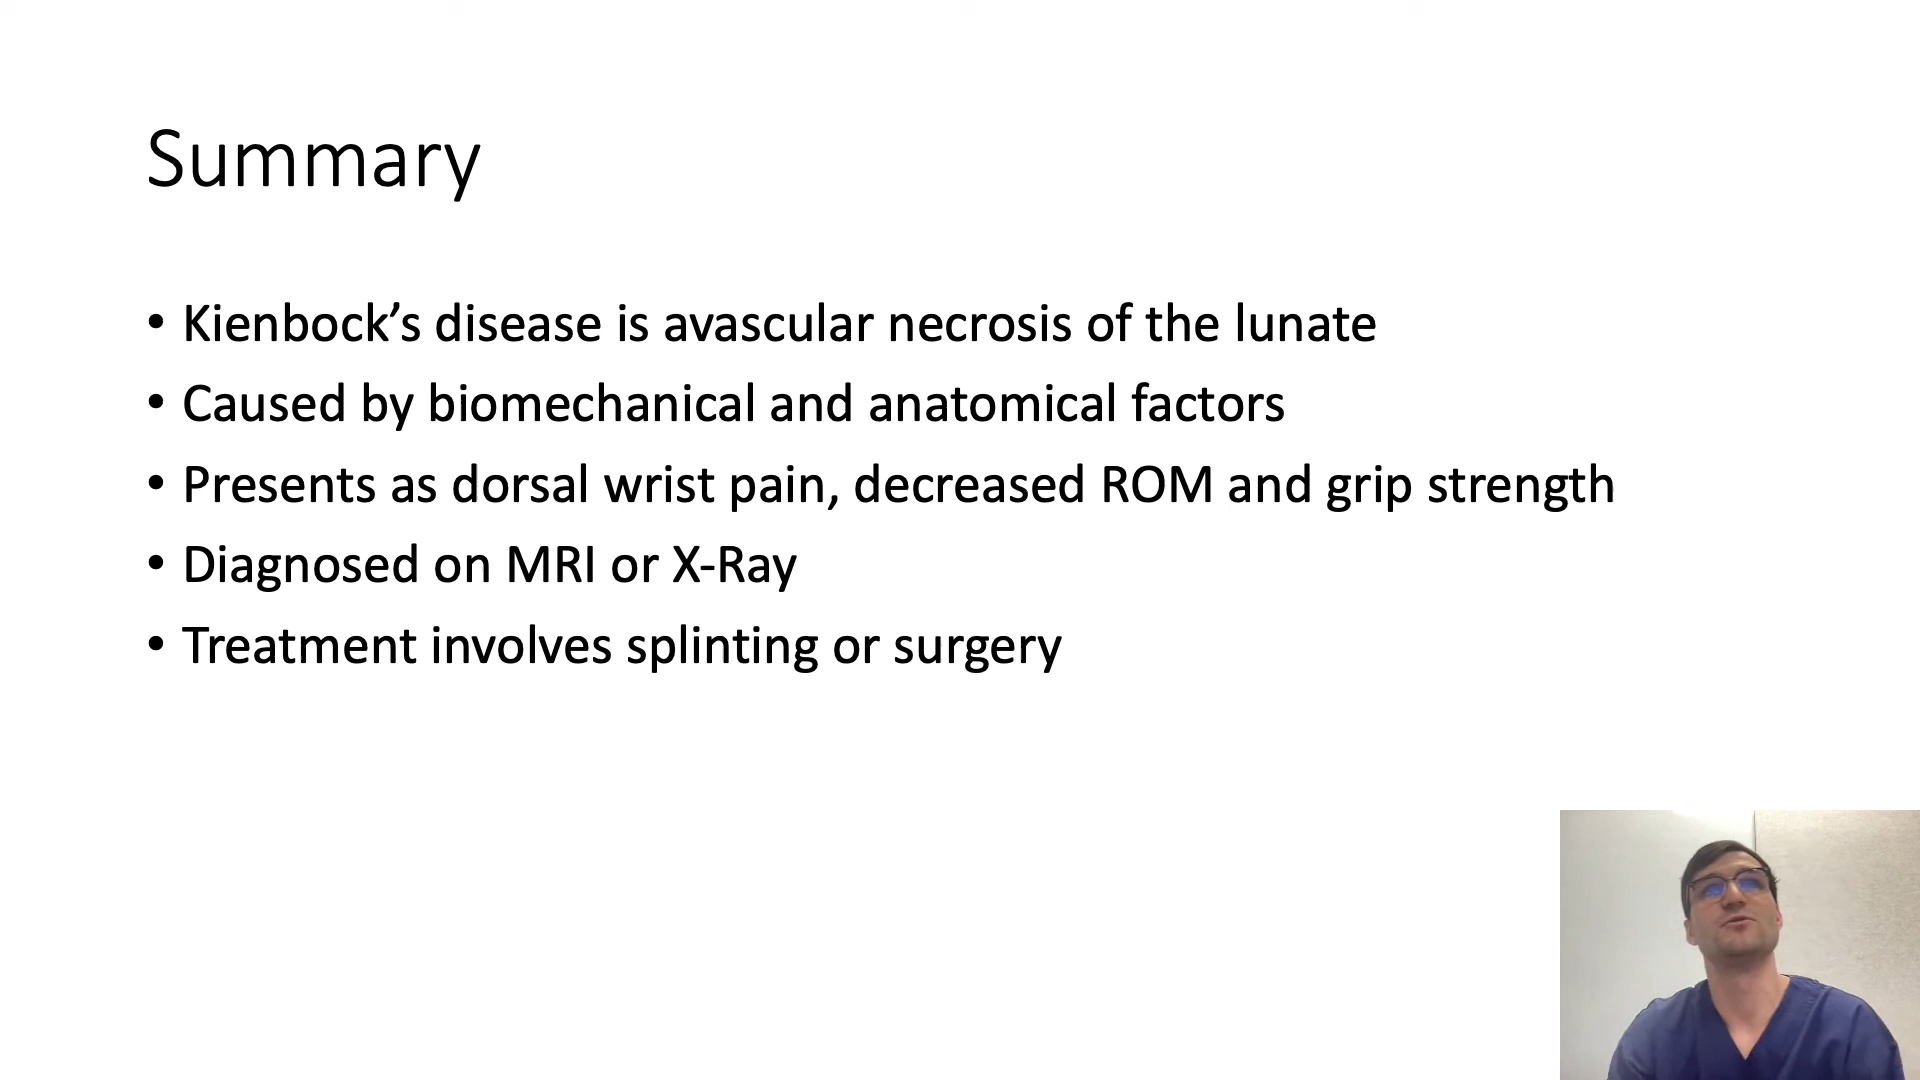 Summary
• Kienbock’s disease is avascular necrosis of the lunate
• Caused by biomechanical and anatomical factors
• Presents as dorsal wrist pain, decreased ROM and grip strength
• Diagnosed on MRI or X-Ray
• Treatment involves splinting or surgery